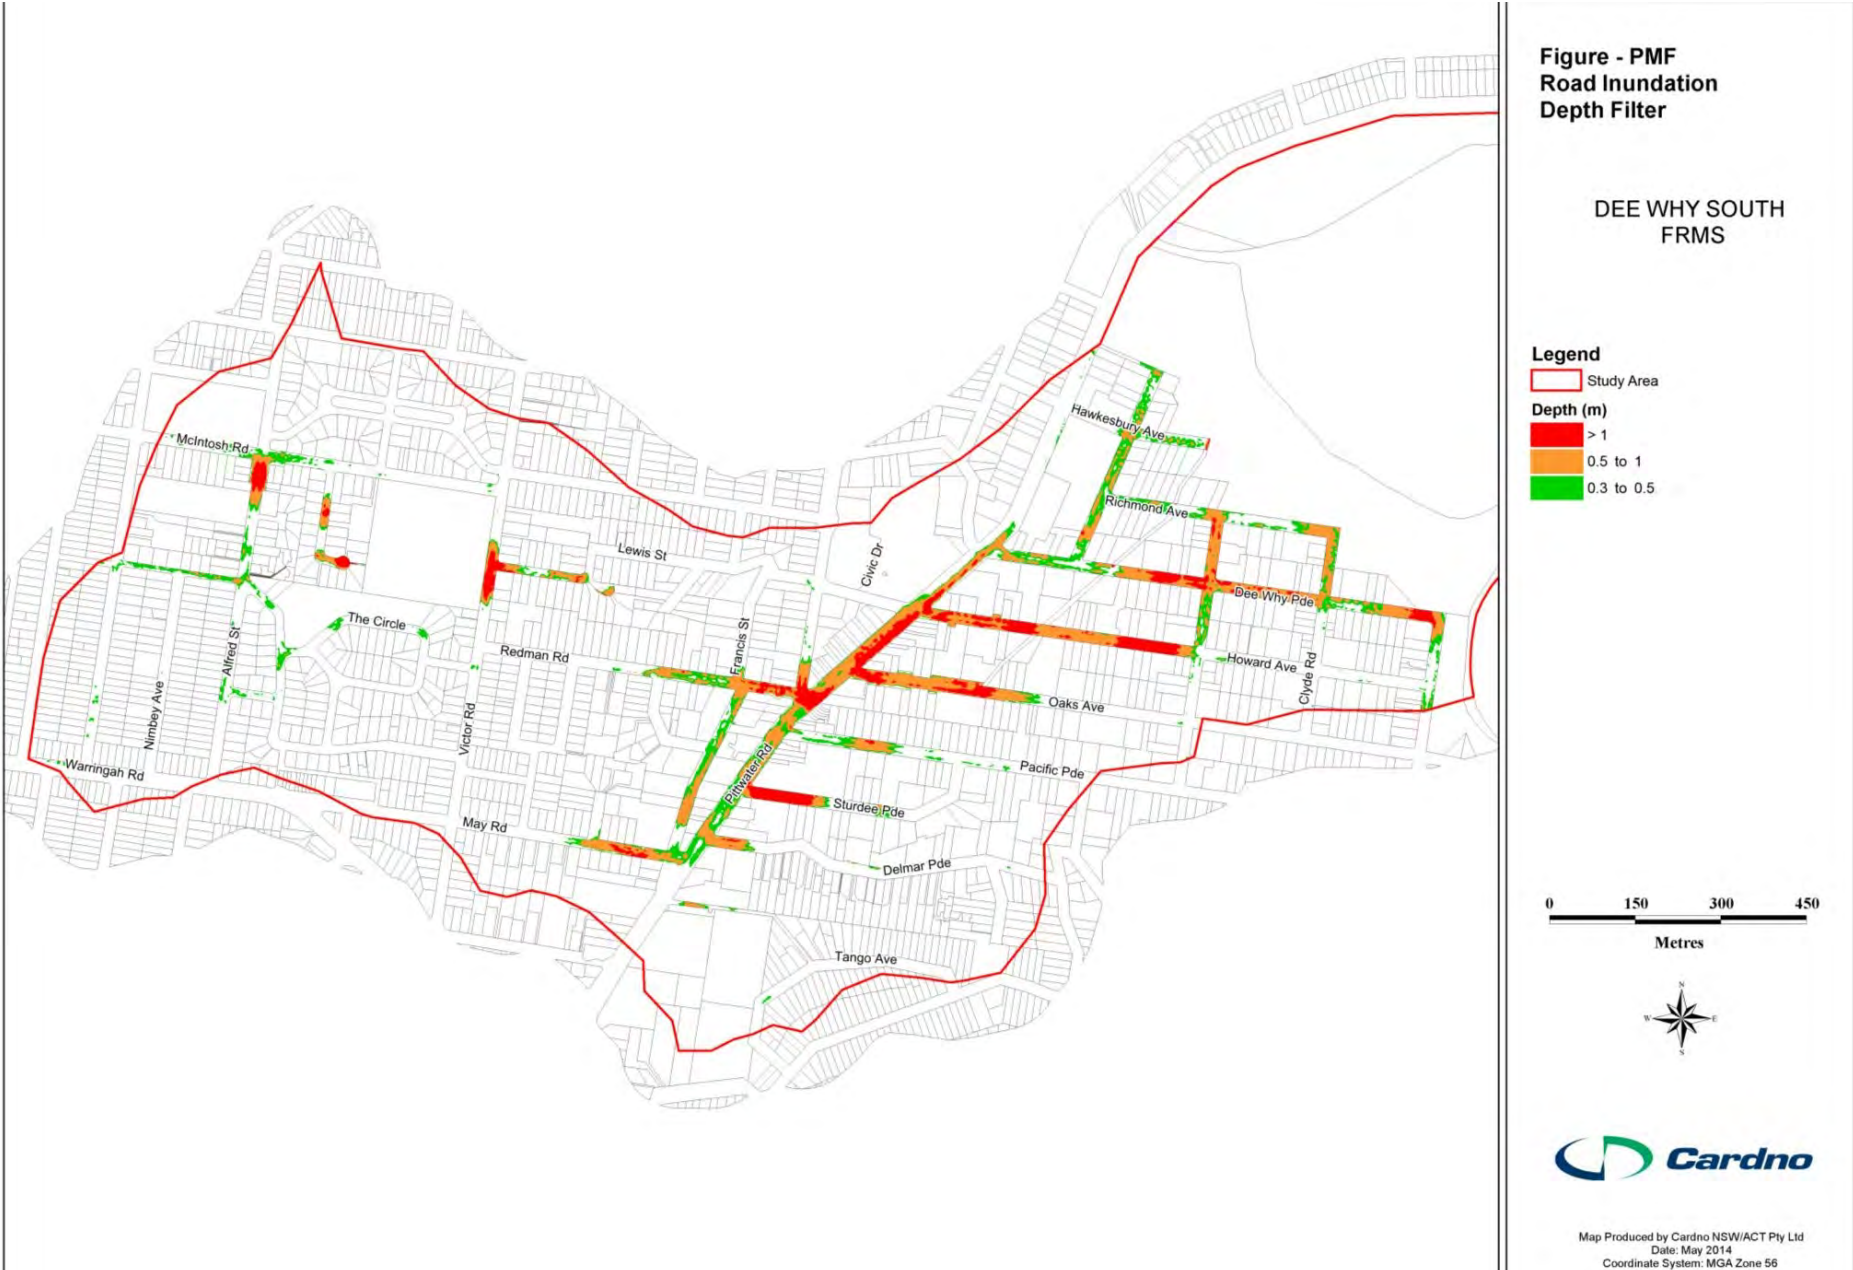 Figure - PMF
Road Inundation
Depth Filter
DEE WHY SOUTH
FRMS
Legend
Study Area
Depth (m)
> 1
0.5 to 1
0.3 to 0.5
0 150 300 450
Metres
N
W E
S
Cardno
Map Produced by Cardno NSW/ACT Pty Ltd
Date: May 2014
Coordinate System: MGA Zone 56
Hawkesbury Ave
McIntosh Rd
Richmond Ave
Lewis St
Civic Dr
Dee Why Pde
The Circle
Alfred St
Francis St
Redman Rd
Howard Ave
Clyde Rd
Oaks Ave
Nimbey Ave
Victor Rd
Pittwater Rd
Pacific Pde
Warringah Rd
Sturdee Pde
May Rd
Delmar Pde
Tango Ave